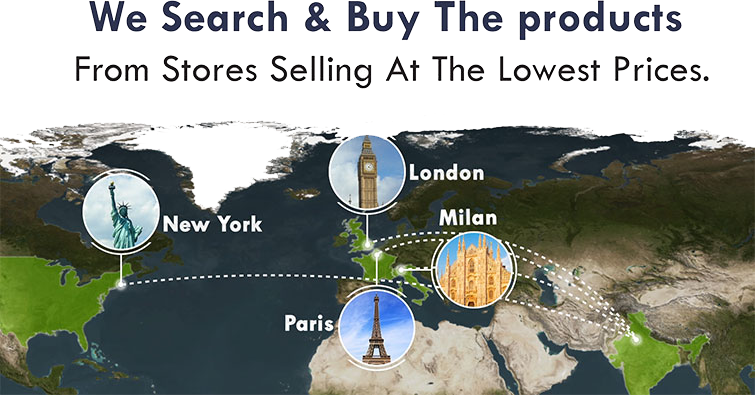 We Search & Buy The products
From Stores Selling At The Lowest Prices.
London
New York
Milan
Paris